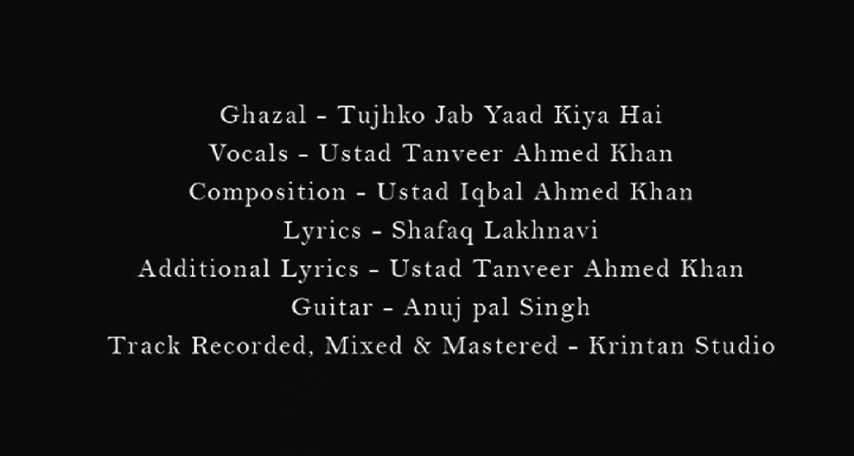 Ghazal - Tujhko Jab Yaad Kiya Hai
Vocals - Ustad Tanveer Ahmed Khan
Composition - Ustad Iqbal Ahmed Khan
Lyrics - Shafaq Lakhnavi
Additional Lyrics - Ustad Tanveer Ahmed Khan
Guitar - Anuj pal Singh
Track Recorded, Mixed & Mastered - Krintan Studio